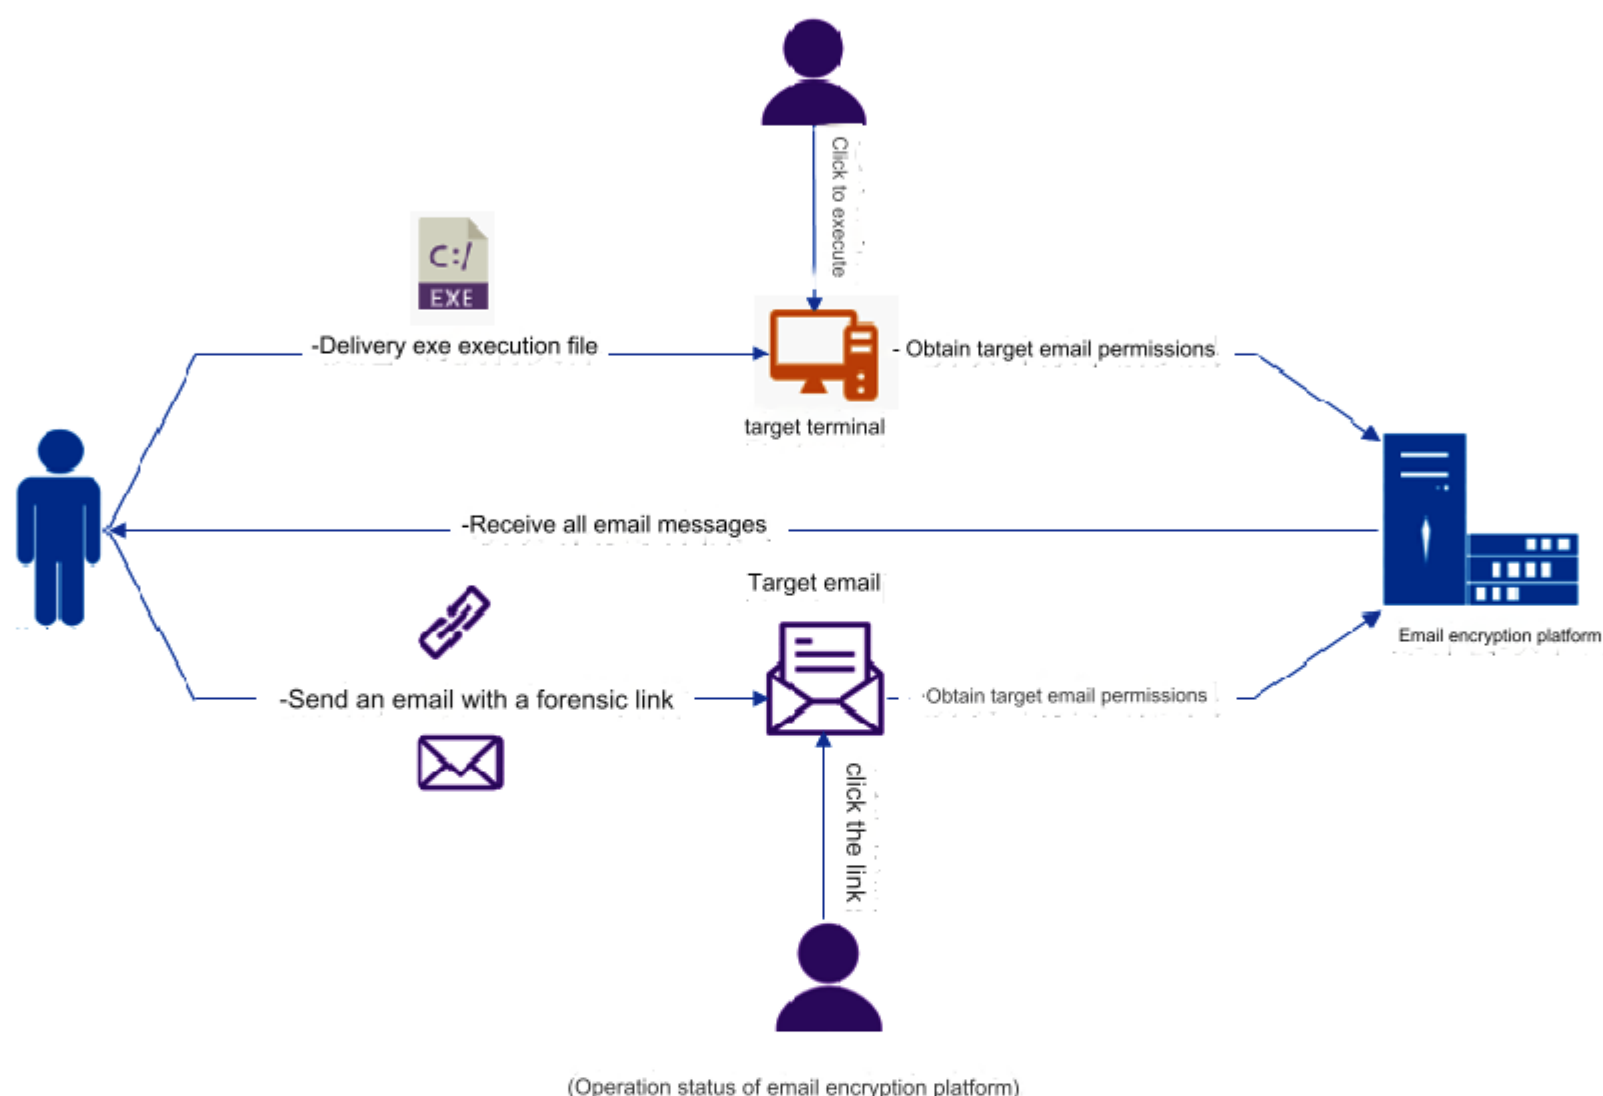 Click to execute
C:/
EXE
-Delivery exe execution file
- Obtain target email permissions
target terminal
-Receive all email messages
Target email
Email encryption platform
-Send an email with a forensic link
-Obtain target email permissions
click the link
(Operation status of email encryption platform)